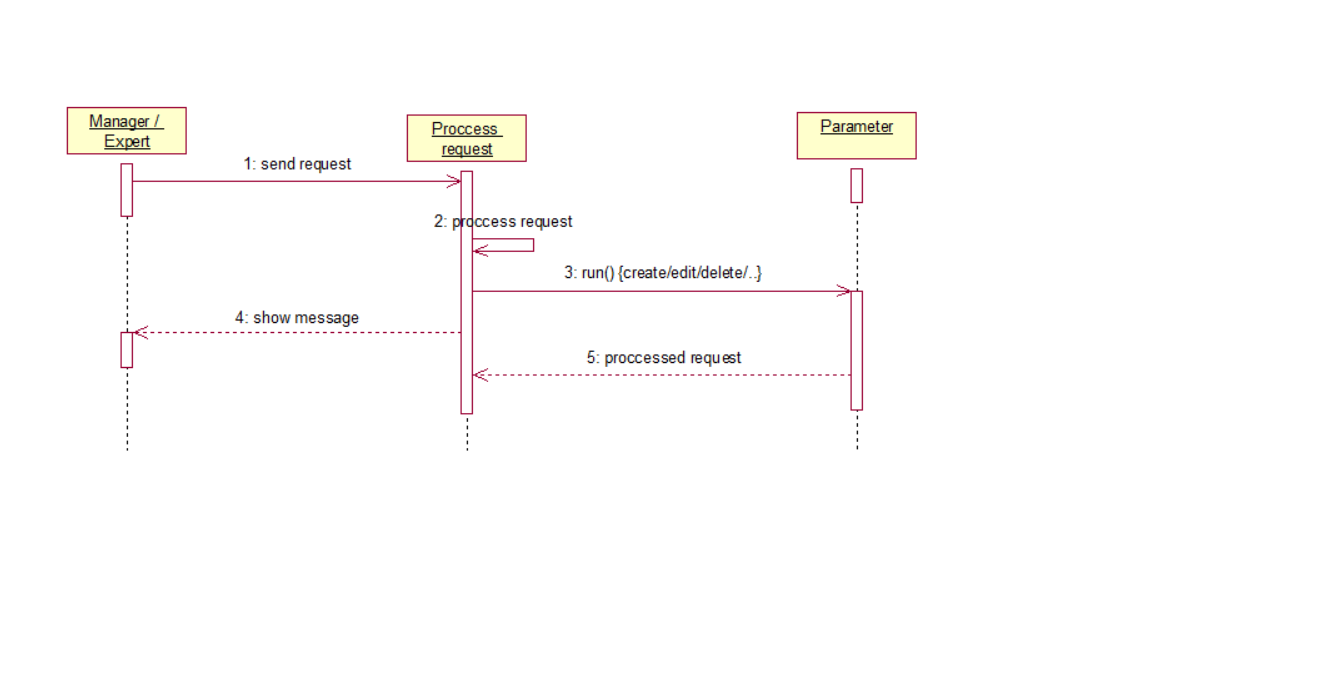 Manager /
Expert
Proccess
request
Parameter
1: send request
2: proccess request
3: run() {create/edit/delete/..}
4: show message
5: proccessed request